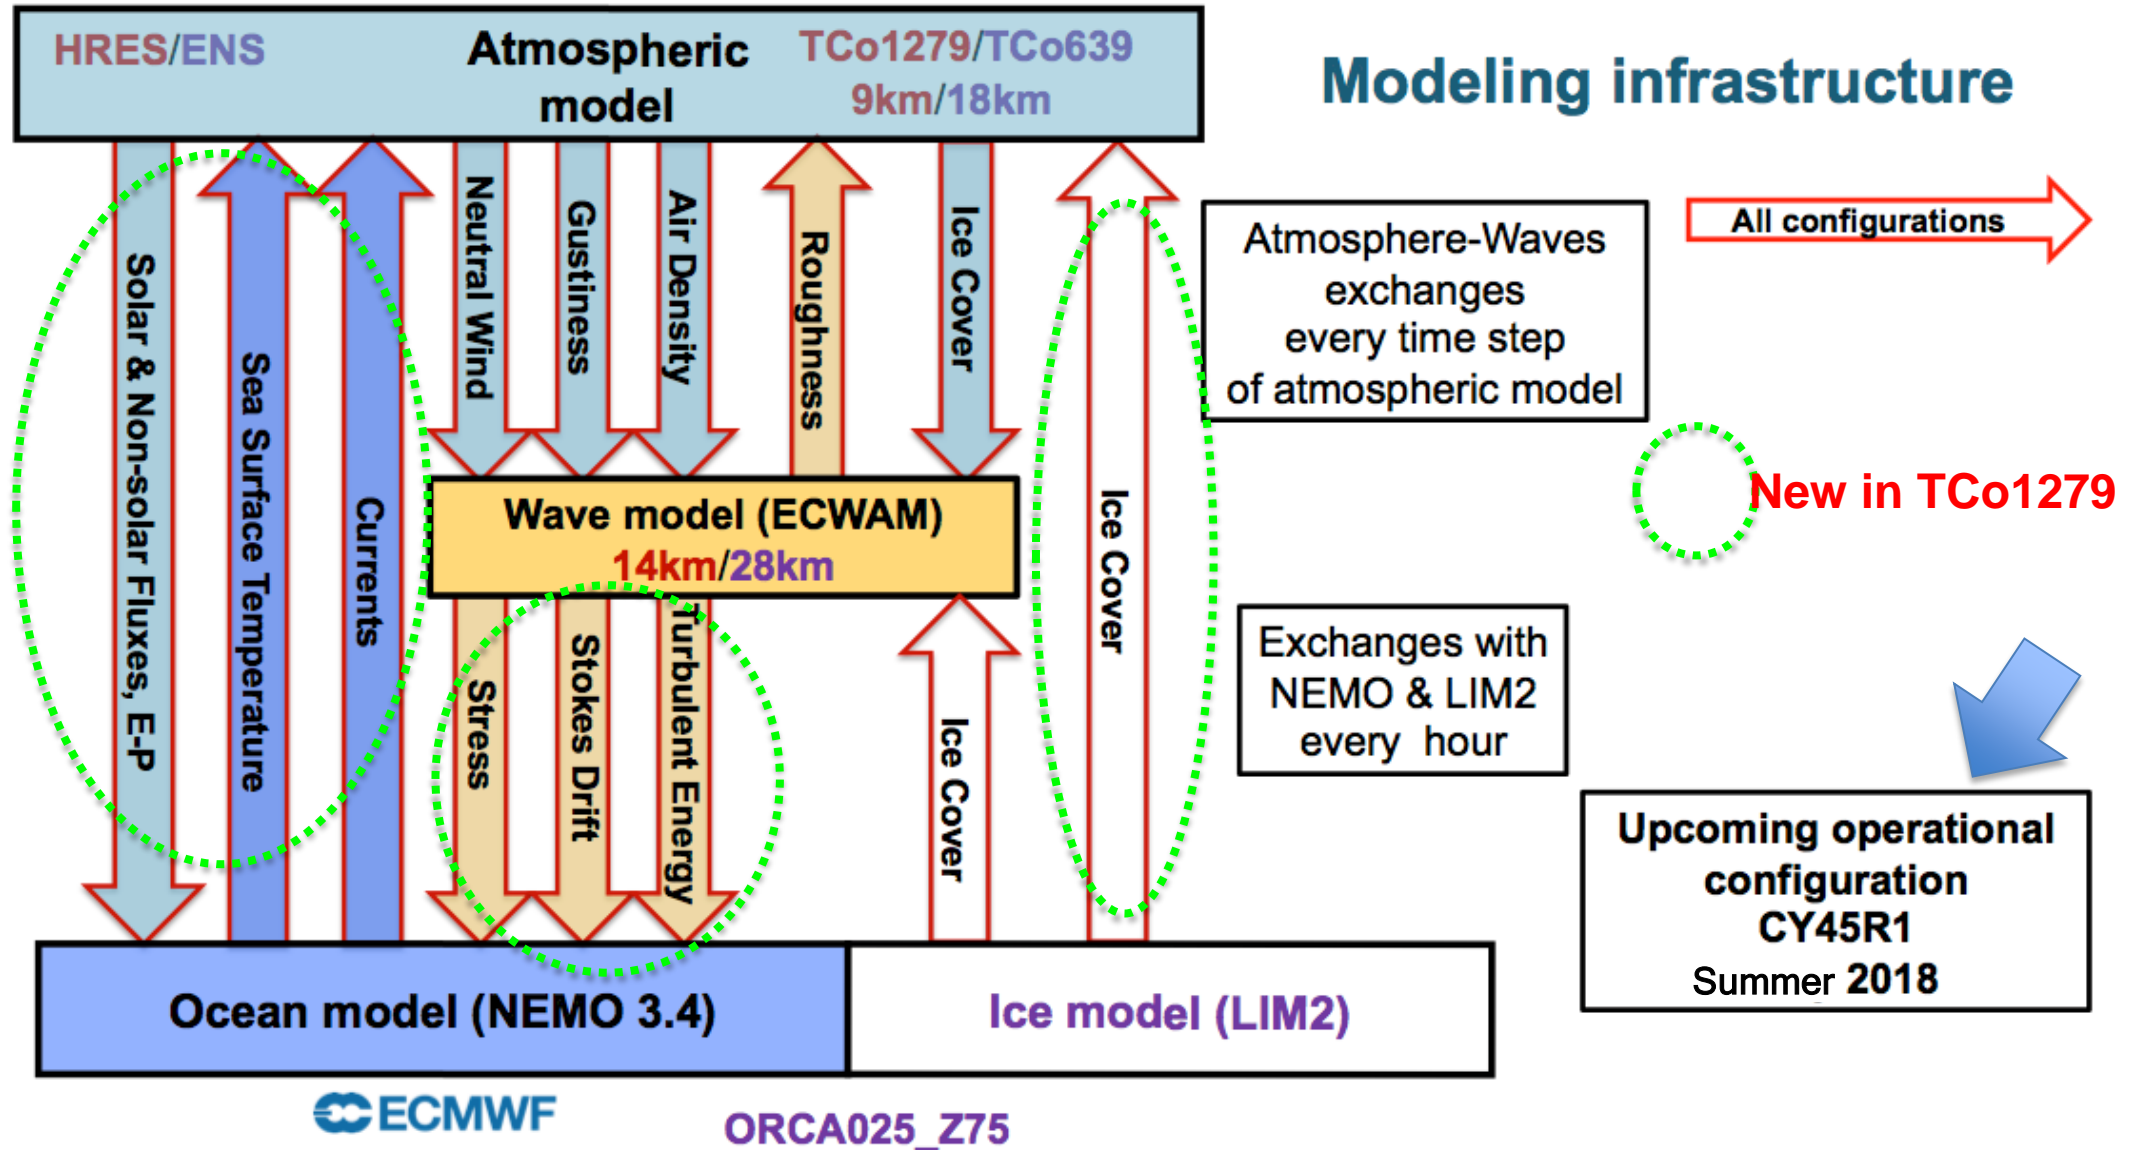 HRES/ENS
Atmospheric
model
TCo1279/TCo639
9km/18km
Modeling infrastructure
All configurations
Solar & Non-solar Fluxes, E-P
Sea Surface Temperature
Currents
Neutral Wind
Gustiness
Air Density
Roughness
Ice Cover
Ice Cover
Atmosphere-Waves
exchanges
every time step
of atmospheric model
New in TCo1279
Wave model (ECWAM)
14km/28km
Stress
Stokes Drift
Turbulent Energy
Ice Cover
Exchanges with
NEMO & LIM2
every hour
Upcoming operational
configuration
CY45R1
Summer 2018
Ocean model (NEMO 3.4)
Ice model (LIM2)
ECMWF
ORCA025_Z75